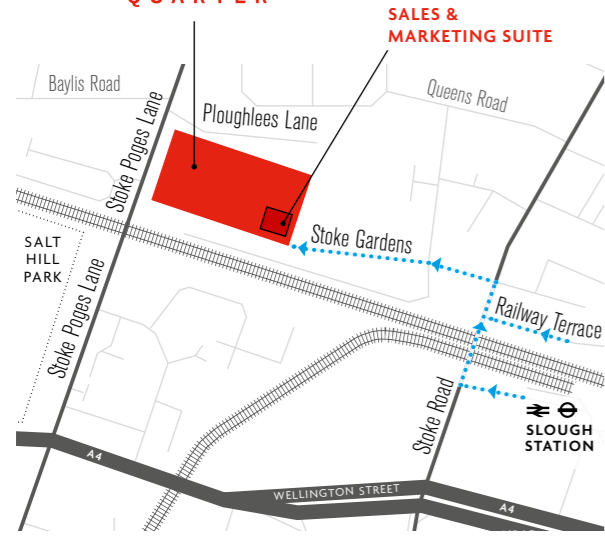 QUARTER
SALES &
MARKETING SUITE
Baylis Road
Queens Road
Ploughlees Lane
Stoke Poges Lane
Stoke Gardens
SALT
HILL
PARK
Stoke Poges Lane
Railway Terrace
Stoke Road
SLOUGH
STATION
A4
WELLINGTON STREET
A4